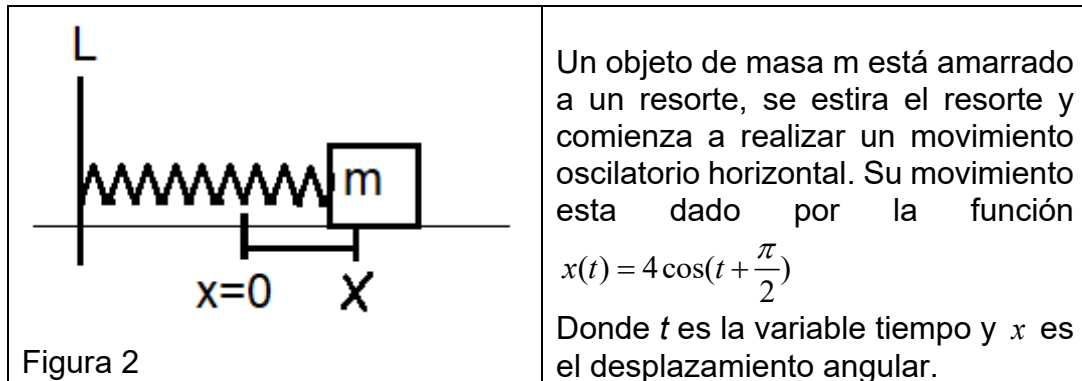 L
m
x=0
X
Figura 2
Un objeto de masa m está amarrado
a un resorte, se estira el resorte y
comienza a realizar un movimiento
oscilatorio horizontal. Su movimiento
esta dado por la función
x(t) = 4cos(t + π/2)
Donde t es la variable tiempo y x es
el desplazamiento angular.